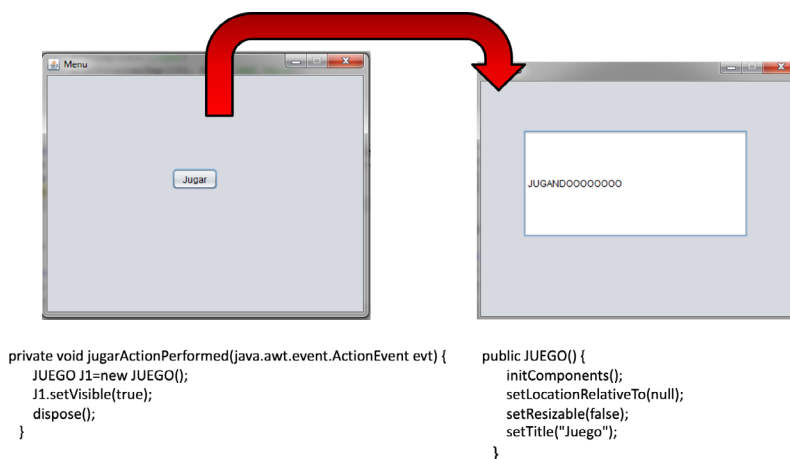 Menu
Jugar
JUGANDOOOOOOOO
private void jugarActionPerformed(java.awt.event.ActionEvent evt) {
JUEGO J1=new JUEGO();
J1.setVisible(true);
dispose();
}
public JUEGO() {
initComponents();
setLocationRelativeTo(null);
setResizable(false);
setTitle("Juego");
}